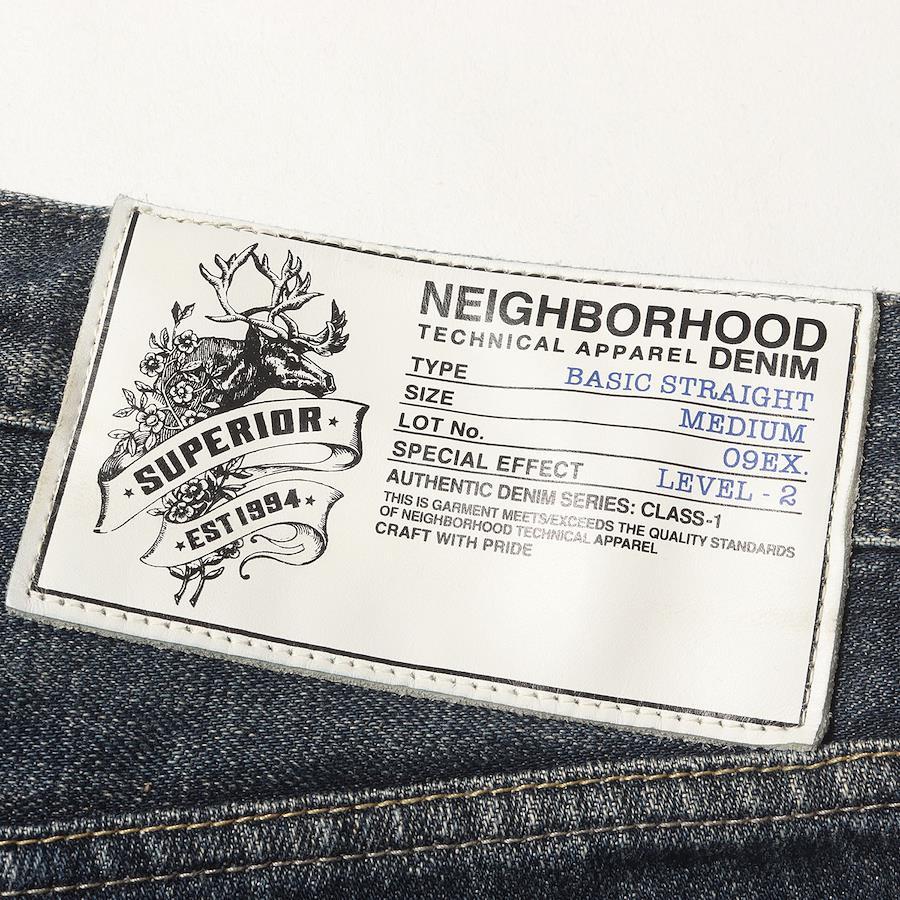 SUPERIOR
EST 1994
NEIGHBORHOOD
TECHNICAL APPAREL DENIM
TYPE BASIC STRAIGHT
SIZE MEDIUM
LOT No. 09EX.
SPECIAL EFFECT LEVEL - 2
AUTHENTIC DENIM SERIES: CLASS-1
THIS IS GARMENT MEETS/EXCEEDS THE QUALITY STANDARDS
OF NEIGHBORHOOD TECHNICAL APPAREL
CRAFT WITH PRIDE